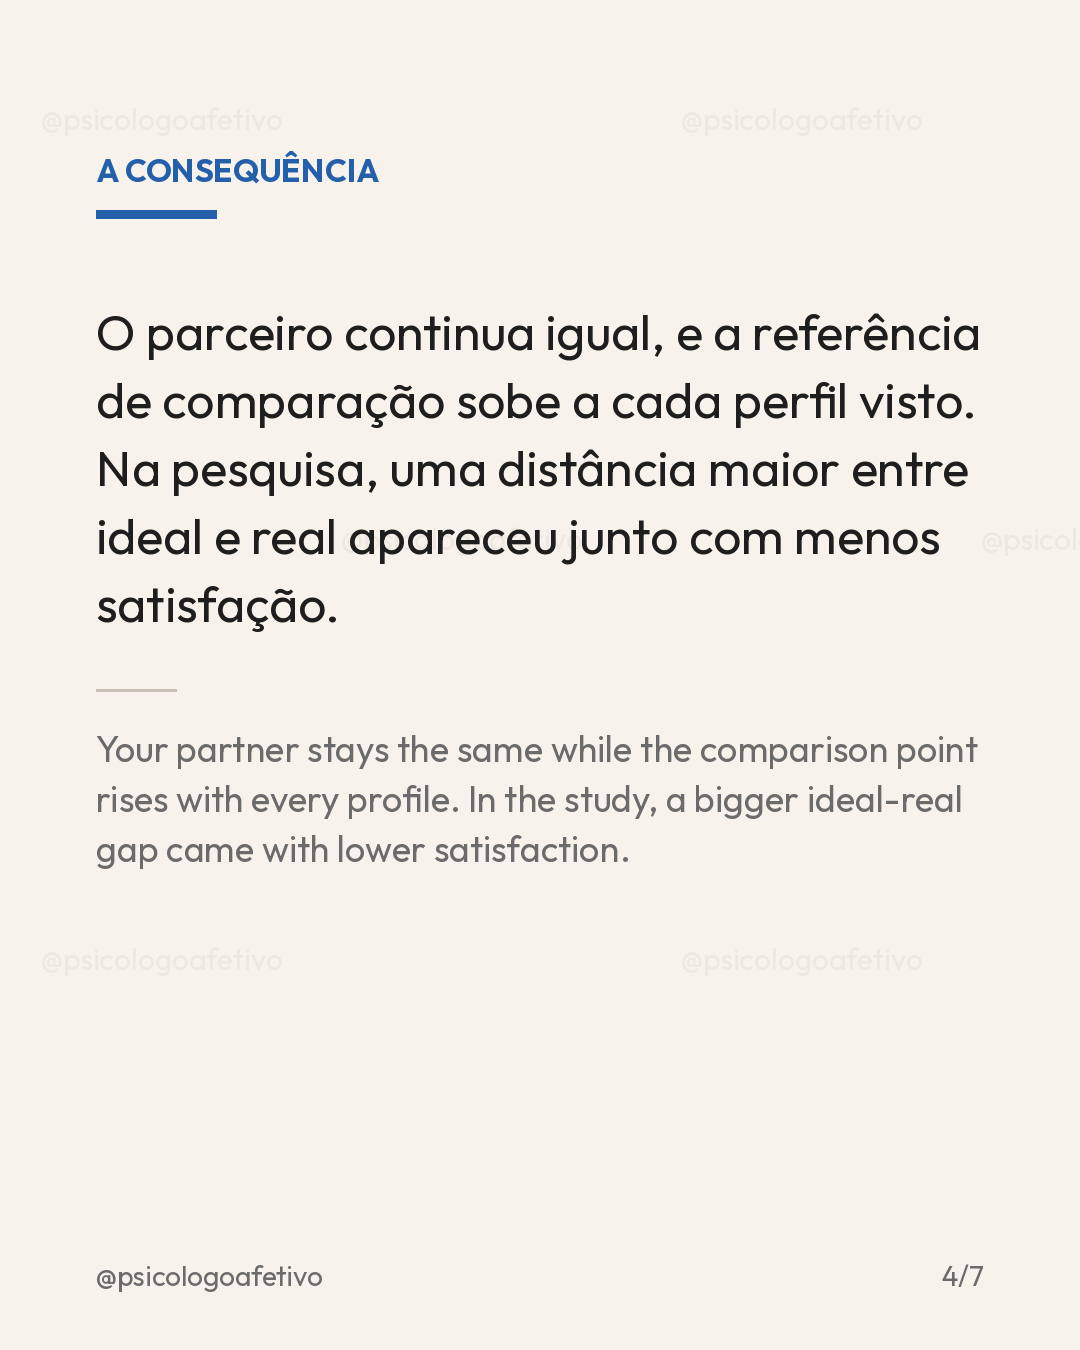 @psicologoafetivo @psicologoafetivo
A CONSEQUÊNCIA
O parceiro continua igual, e a referência
de comparação sobe a cada perfil visto.
Na pesquisa, uma distância maior entre
ideal e real apareceu junto com menos
@psicologoafetivo @psicol
satisfação.
Your partner stays the same while the comparison point
rises with every profile. In the study, a bigger ideal-real
gap came with lower satisfaction.
@psicologoafetivo @psicologoafetivo
@psicologoafetivo 4/7